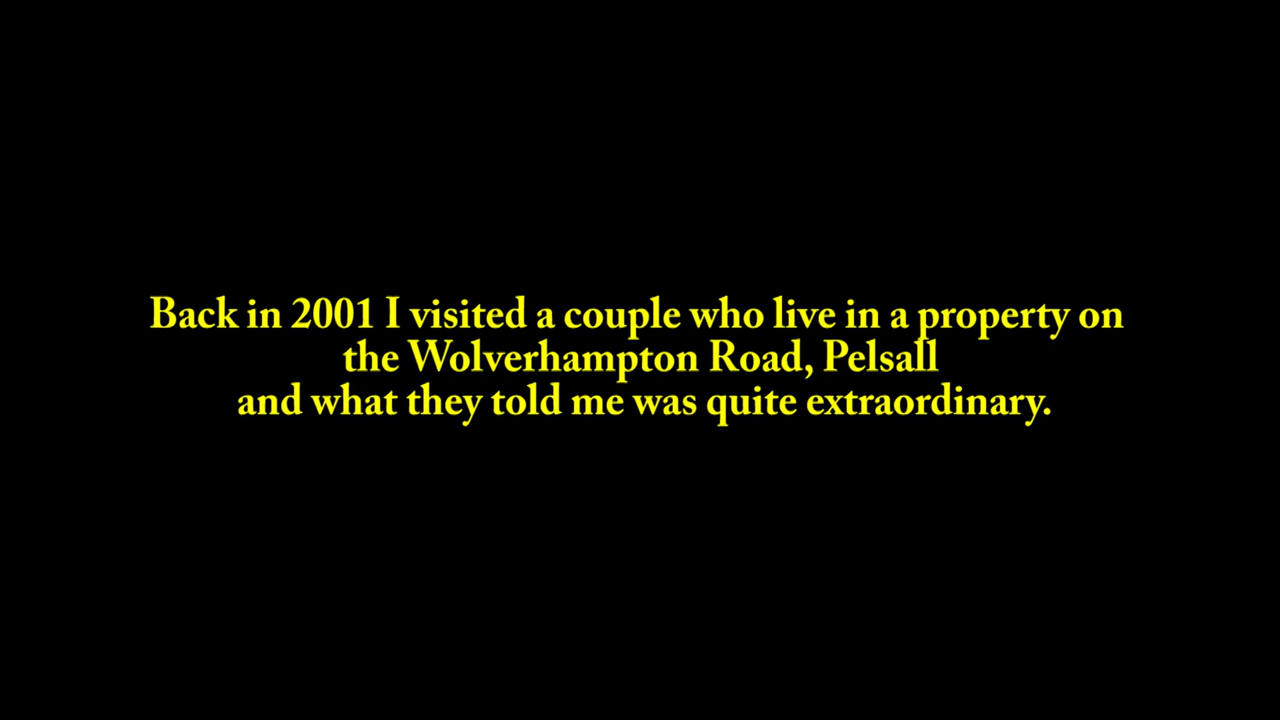 Back in 2001 I visited a couple who live in a property on
the Wolverhampton Road, Pelsall
and what they told me was quite extraordinary.